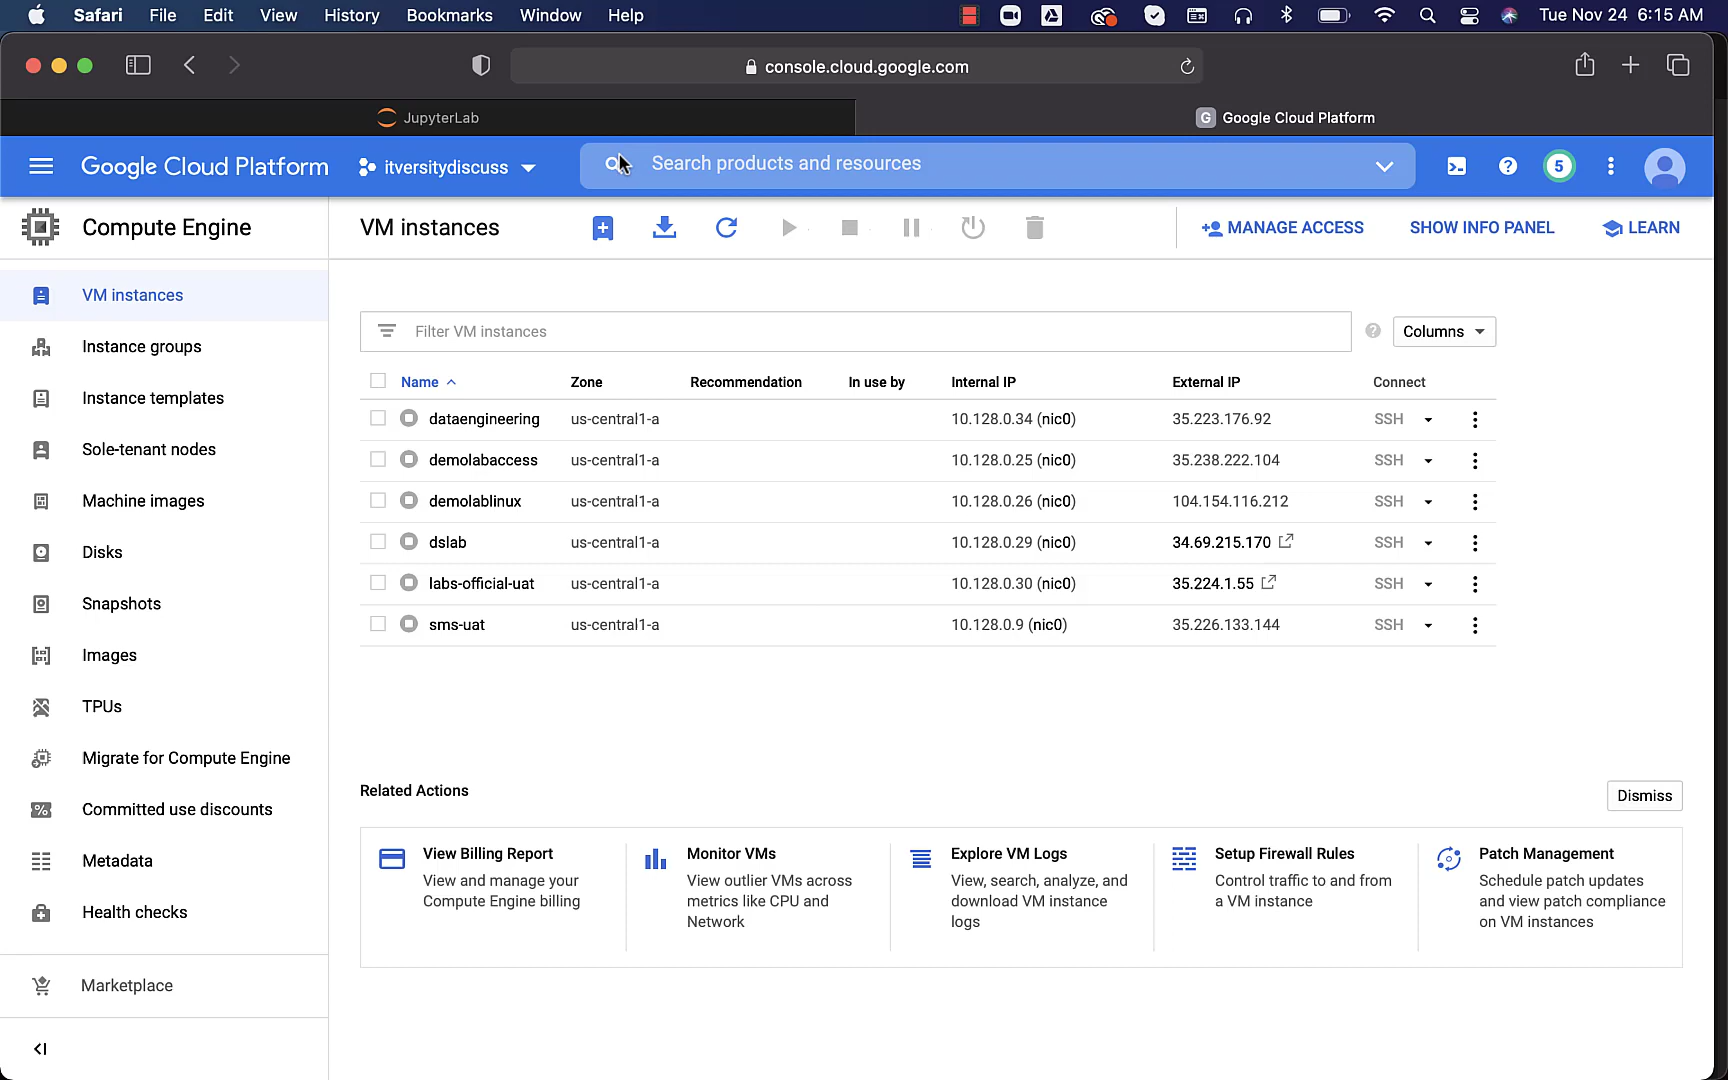 Safari File Edit View History Bookmarks Window Help Tue Nov 24 6:15 AM
console.cloud.google.com
JupyterLab
G Google Cloud Platform
Google Cloud Platform itversitydiscuss Search products and resources 5
Compute Engine
VM instances
MANAGE ACCESS
SHOW INFO PANEL
LEARN
VM instances
Instance groups
Instance templates
Sole-tenant nodes
Machine images
Disks
Snapshots
Images
TPUs
Migrate for Compute Engine
Committed use discounts
Metadata
Health checks
Marketplace
Filter VM instances
Columns
Name Zone Recommendation In use by Internal IP External IP Connect
dataengineering us-central1-a 10.128.0.34 (nic0) 35.223.176.92 SSH
demolabaccess us-central1-a 10.128.0.25 (nic0) 35.238.222.104 SSH
demolablinux us-central1-a 10.128.0.26 (nic0) 104.154.116.212 SSH
dslab us-central1-a 10.128.0.29 (nic0) 34.69.215.170 SSH
labs-official-uat us-central1-a 10.128.0.30 (nic0) 35.224.1.55 SSH
sms-uat us-central1-a 10.128.0.9 (nic0) 35.226.133.144 SSH
Related Actions
Dismiss
View Billing Report
View and manage your
Compute Engine billing
Monitor VMs
View outlier VMs across
metrics like CPU and
Network
Explore VM Logs
View, search, analyze, and
download VM instance
logs
Setup Firewall Rules
Control traffic to and from
a VM instance
Patch Management
Schedule patch updates
and view patch compliance
on VM instances